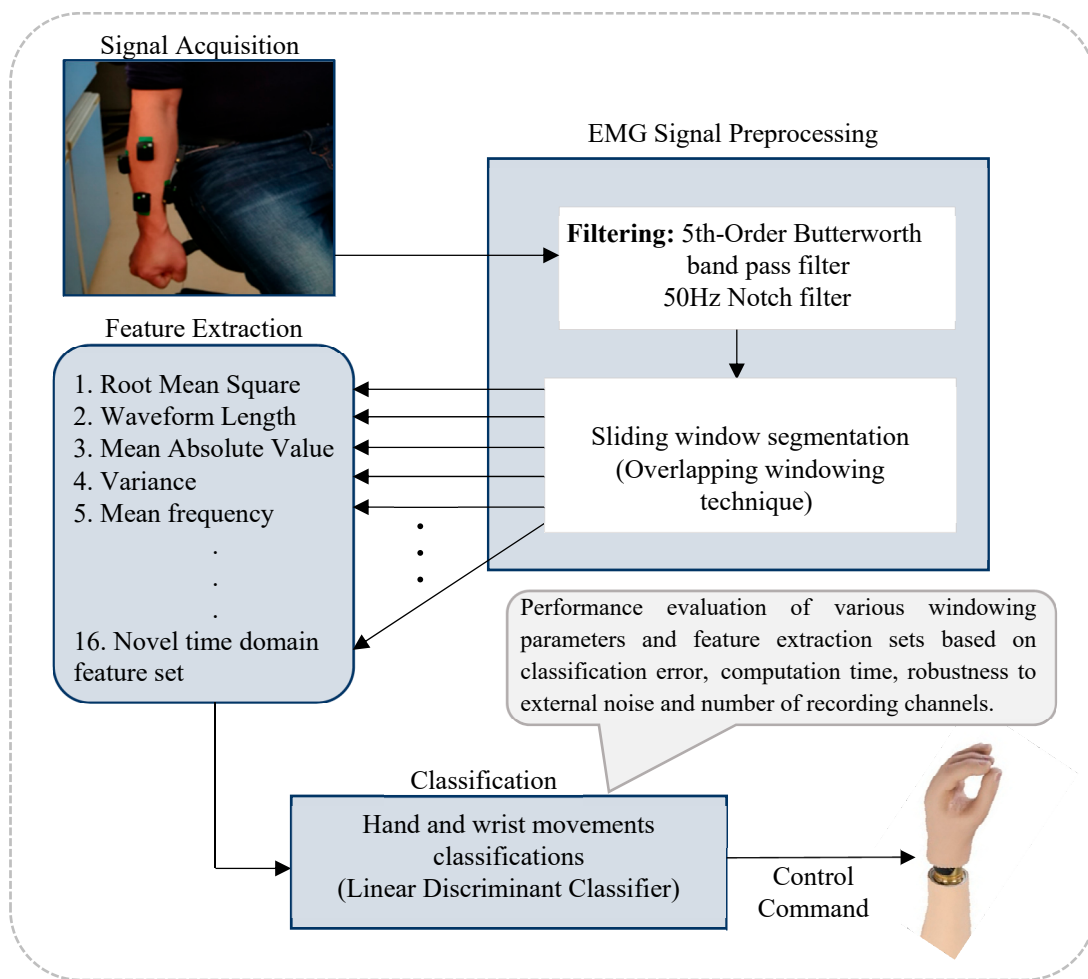 Signal Acquisition
EMG Signal Preprocessing
Filtering: 5th-Order Butterworth
band pass filter
50Hz Notch filter
Feature Extraction
1. Root Mean Square
2. Waveform Length
3. Mean Absolute Value
4. Variance
5. Mean frequency
.
.
.
16. Novel time domain
feature set
Sliding window segmentation
(Overlapping windowing
technique)
Performance evaluation of various windowing
parameters and feature extraction sets based on
classification error, computation time, robustness to
external noise and number of recording channels.
Classification
Hand and wrist movements
classifications
(Linear Discriminant Classifier)
Control
Command